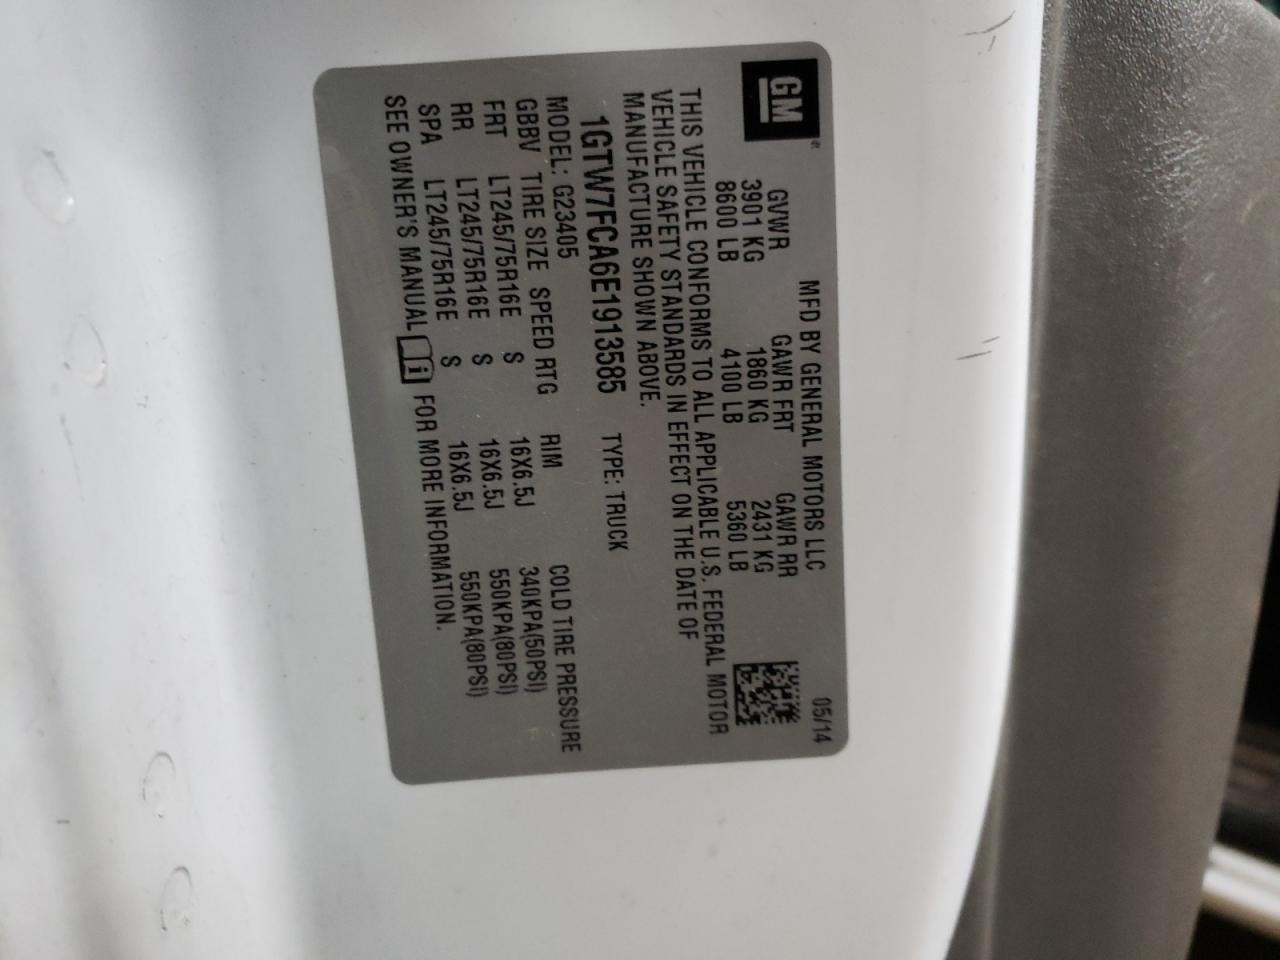 GM
MFD BY GENERAL MOTORS LLC 05/14
GVWR GAWR FRT GAWR RR
3901 KG 1860 KG 2431 KG
8600 LB 4100 LB 5360 LB
THIS VEHICLE CONFORMS TO ALL APPLICABLE U.S. FEDERAL MOTOR
VEHICLE SAFETY STANDARDS IN EFFECT ON THE DATE OF
MANUFACTURE SHOWN ABOVE.
1GTW7FCA6E1913585 TYPE: TRUCK
MODEL: G23405
GBBV TIRE SIZE SPEED RTG RIM COLD TIRE PRESSURE
FRT LT245/75R16E S 16X6.5J 340KPA(50PSI)
RR LT245/75R16E S 16X6.5J 550KPA(80PSI)
SPA LT245/75R16E S 16X6.5J 550KPA(80PSI)
SEE OWNER'S MANUAL i FOR MORE INFORMATION.